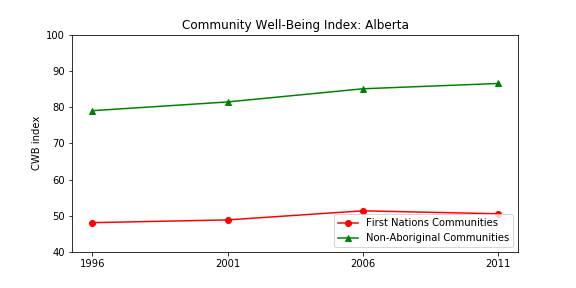 Community Well-Being Index: Alberta
100
90
80
70
60
50
40
CWB index
First Nations Communities
Non-Aboriginal Communities
1996
2001
2006
2011